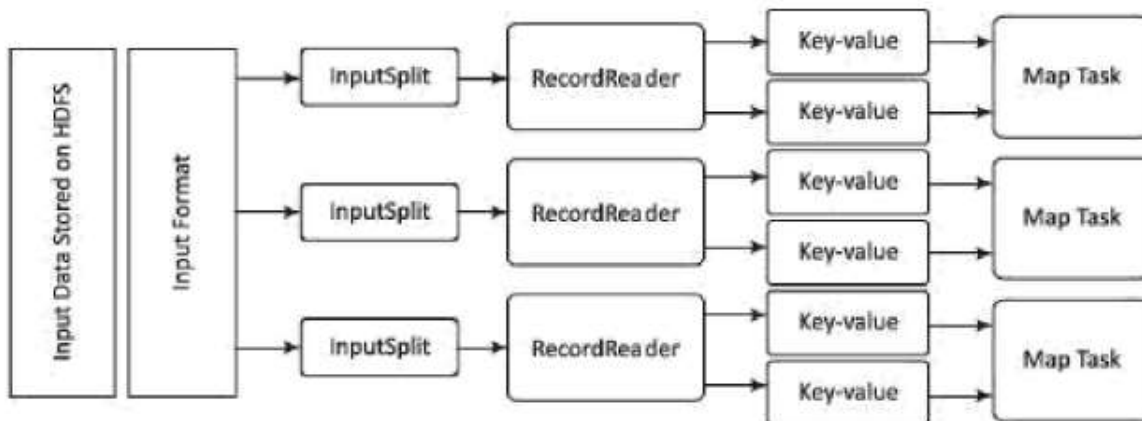 Input Data Stored on HDFS
Input Format
InputSplit
RecordReader
Key-value
Key-value
Map Task
InputSplit
RecordReader
Key-value
Key-value
Map Task
InputSplit
RecordReader
Key-value
Key-value
Map Task